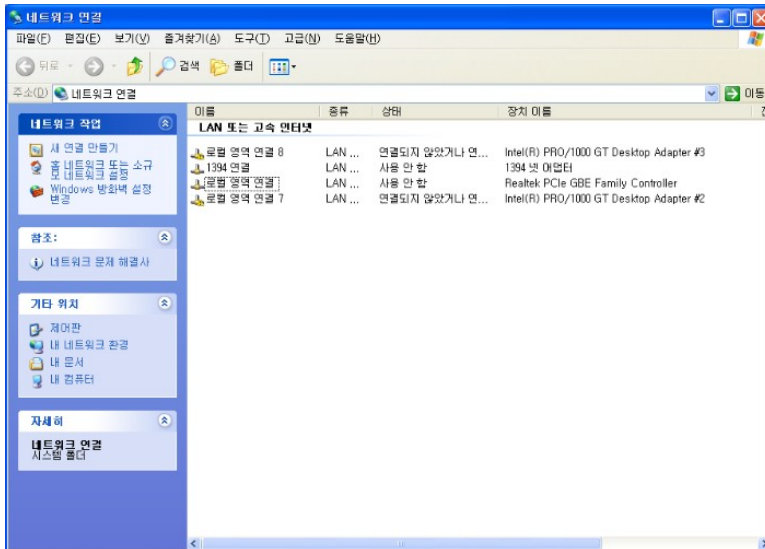 네트워크 연결
파일(F) 편집(E) 보기(V) 즐겨찾기(A) 도구(T) 고급(N) 도움말(H)
뒤로 검색 폴더
주소(D) 네트워크 연결 이동
이름 종류 상태 장치 이름
네트워크 작업
새 연결 만들기
홈 네트워크 또는 소규
모 네트워크 설정
Windows 방화벽 설정
변경
참조:
네트워크 문제 해결사
기타 위치
제어판
내 네트워크 환경
내 문서
내 컴퓨터
자세히
네트워크 연결
시스템 폴더
LAN 또는 고속 인터넷
로컬 영역 연결 8 LAN ... 연결되지 않았거나 연... Intel(R) PRO/1000 GT Desktop Adapter #3
1394 연결 LAN ... 사용 안 함 1394 넷 어댑터
로컬 영역 연결 LAN ... 사용 안 함 Realtek PCIe GBE Family Controller
로컬 영역 연결 7 LAN ... 연결되지 않았거나 연... Intel(R) PRO/1000 GT Desktop Adapter #2